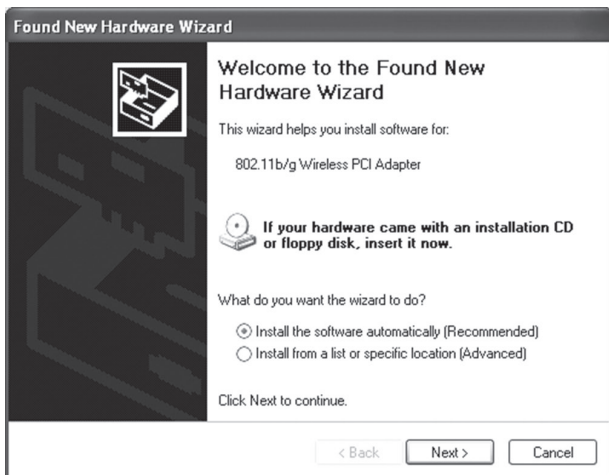 Found New Hardware Wizard
Welcome to the Found New
Hardware Wizard
This wizard helps you install software for:
802.11b/g Wireless PCI Adapter
If your hardware came with an installation CD
or floppy disk, insert it now.
What do you want the wizard to do?
Install the software automatically (Recommended)
Install from a list or specific location (Advanced)
Click Next to continue.
< Back Next > Cancel